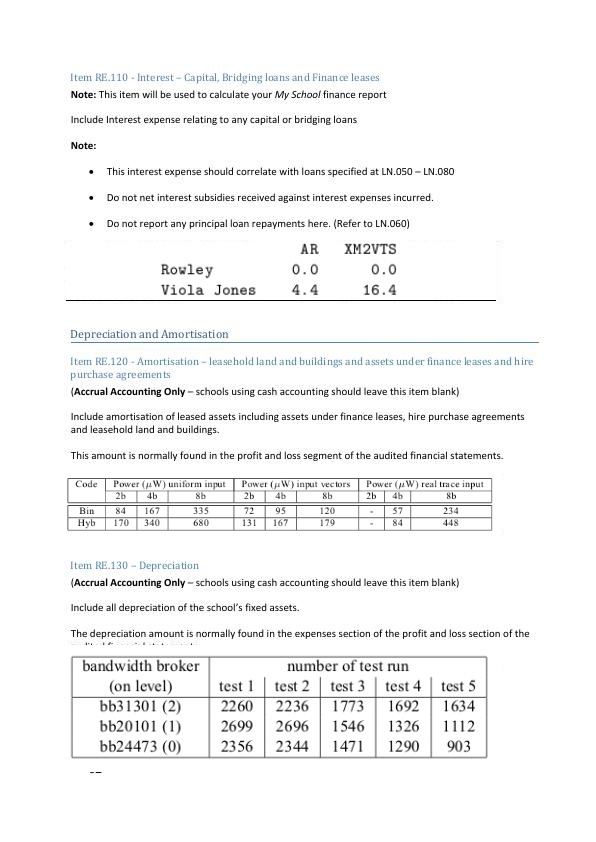 Item RE.110 - Interest – Capital, Bridging loans and Finance leases
Note: This item will be used to calculate your My School finance report
Include Interest expense relating to any capital or bridging loans
Note:
• This interest expense should correlate with loans specified at LN.050 – LN.080
• Do not net interest subsidies received against interest expenses incurred.
• Do not report any principal loan repayments here. (Refer to LN.060)
AR XM2VTS
Rowley 0.0 0.0
Viola Jones 4.4 16.4
Depreciation and Amortisation
Item RE.120 - Amortisation – leasehold land and buildings and assets under finance leases and hire
purchase agreements
(Accrual Accounting Only – schools using cash accounting should leave this item blank)
Include amortisation of leased assets including assets under finance leases, hire purchase agreements
and leasehold land and buildings.
This amount is normally found in the profit and loss segment of the audited financial statements.
Code Power (μW) uniform input Power (μW) input vectors Power (μW) real trace input
2b 4b 8b 2b 4b 8b 2b 4b 8b
Bin 84 167 335 72 95 120 - 57 234
Hyb 170 340 680 131 167 179 - 84 448
Item RE.130 – Depreciation
(Accrual Accounting Only – schools using cash accounting should leave this item blank)
Include all depreciation of the school's fixed assets.
The depreciation amount is normally found in the expenses section of the profit and loss section of the
bandwidth broker number of test run
(on level) test 1 test 2 test 3 test 4 test 5
bb31301 (2) 2260 2236 1773 1692 1634
bb20101 (1) 2699 2696 1546 1326 1112
bb24473 (0) 2356 2344 1471 1290 903